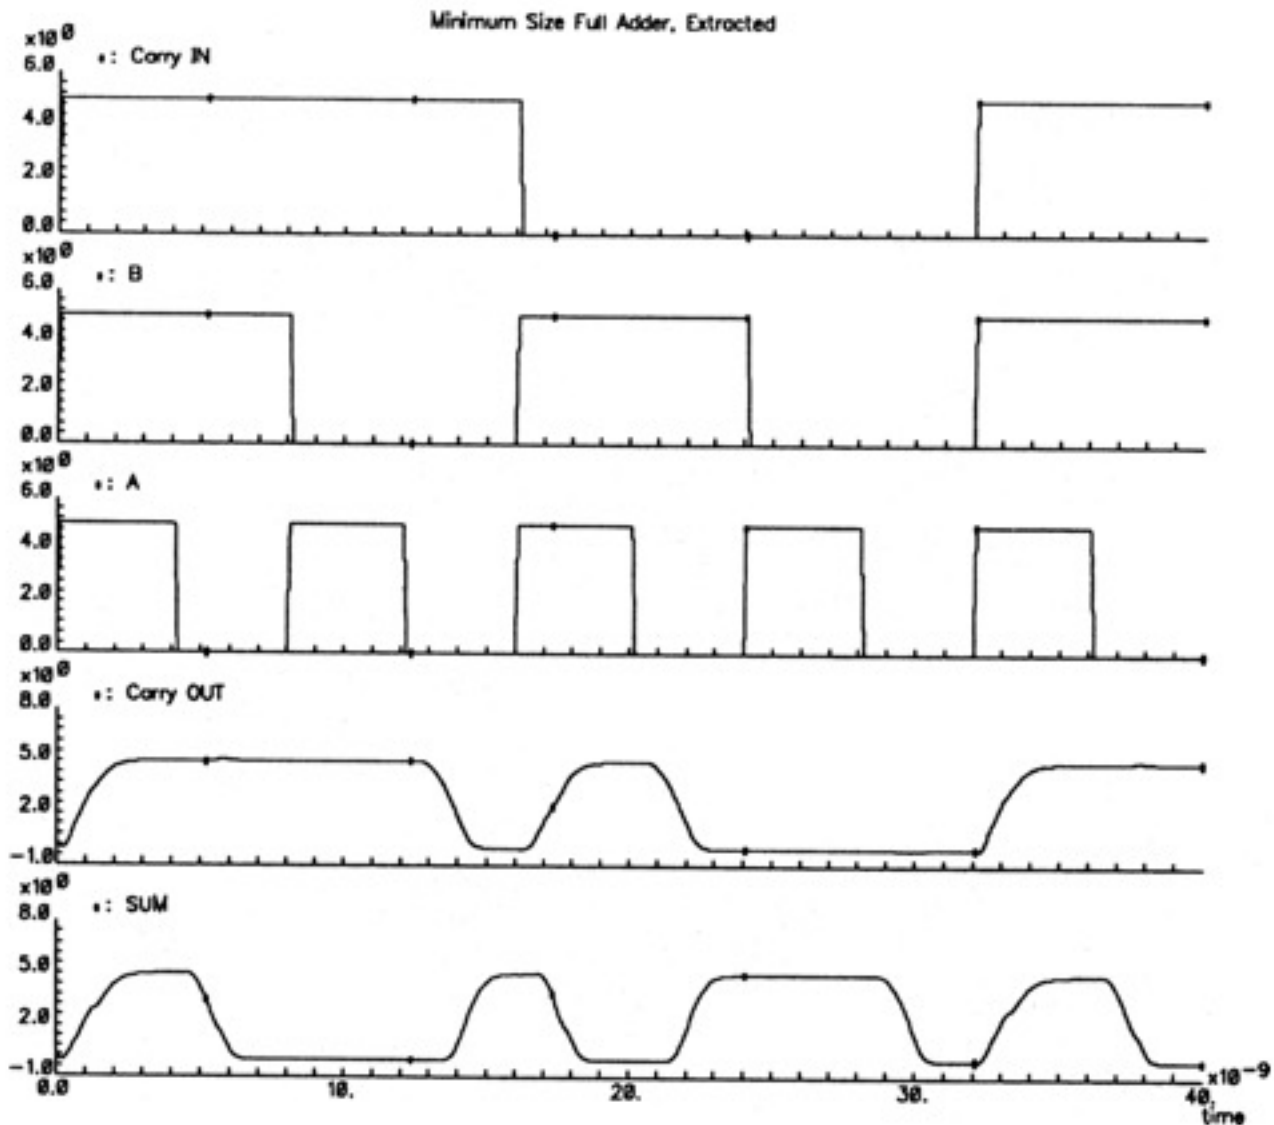 Minimum Size Full Adder, Extracted
x10 0
6.0
: Carry IN
4.0
2.0
0.0
x10 0
6.0
: B
4.0
2.0
0.0
x10 0
6.0
: A
4.0
2.0
0.0
x10 0
8.0
: Carry OUT
5.0
2.0
-1.0
x10 0
8.0
: SUM
5.0
2.0
-1.0
0.0 10. 20. 30. 40. x10-9
time